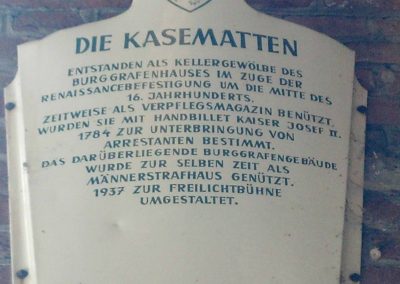 DIE KASEMATTEN
ENTSTANDEN ALS KELLERGEWÖLBE DES
BURGGRAFENHAUSES IM ZUGE DER
RENAISSANCEBEFESTIGUNG UM DIE MITTE DES
16. JAHRHUNDERTS.
ZEITWEISE ALS VERPFLEGSMAGAZIN BENÜTZT,
WURDEN SIE MIT HANDBILLET KAISER JOSEF II.
1784 ZUR UNTERBRINGUNG VON
ARRESTANTEN BESTIMMT.
DAS DARÜBERLIEGENDE BURGGRAFENGEBÄUDE
WURDE ZUR SELBEN ZEIT ALS
MÄNNERSTRAFHAUS GENÜTZT.
1937 ZUR FREILICHTBÜHNE
UMGESTALTET.